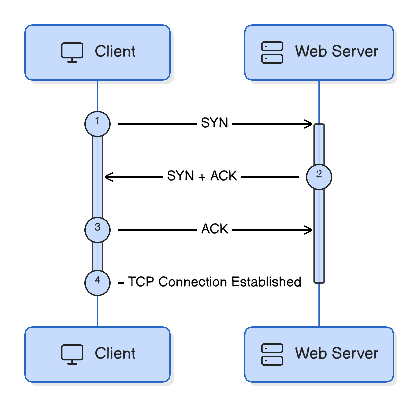 Client
Web Server
1
SYN
SYN + ACK
2
3
ACK
4
– TCP Connection Established
Client
Web Server